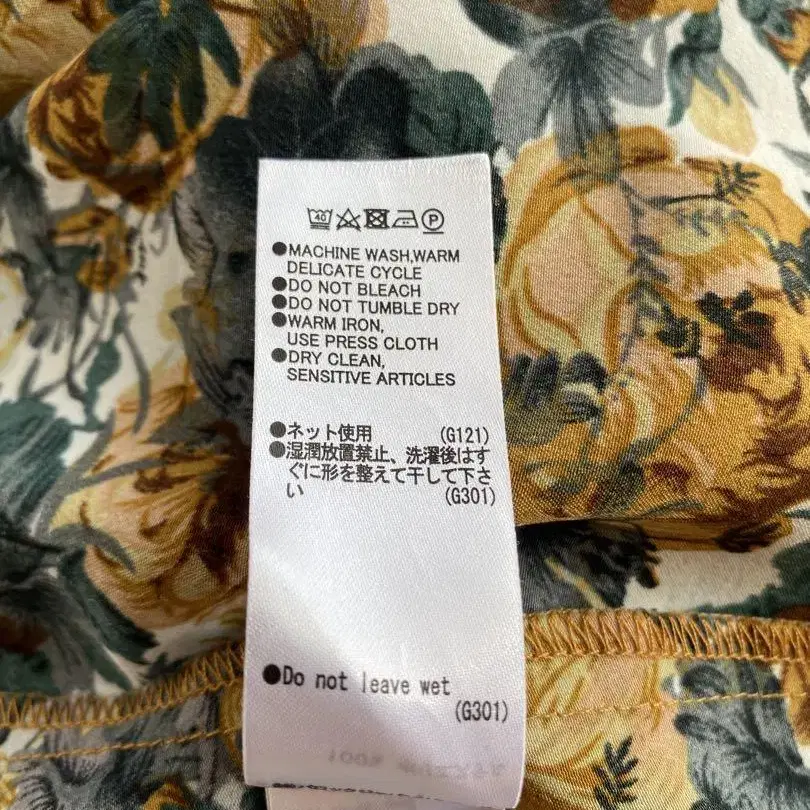 40 P
●MACHINE WASH,WARM
DELICATE CYCLE
●DO NOT BLEACH
●DO NOT TUMBLE DRY
●WARM IRON,
USE PRESS CLOTH
●DRY CLEAN,
SENSITIVE ARTICLES
●ネット使用 (G121)
●湿潤放置禁止、洗濯後はす
ぐに形を整えて干して下さ
い (G301)
●Do not leave wet
(G301)